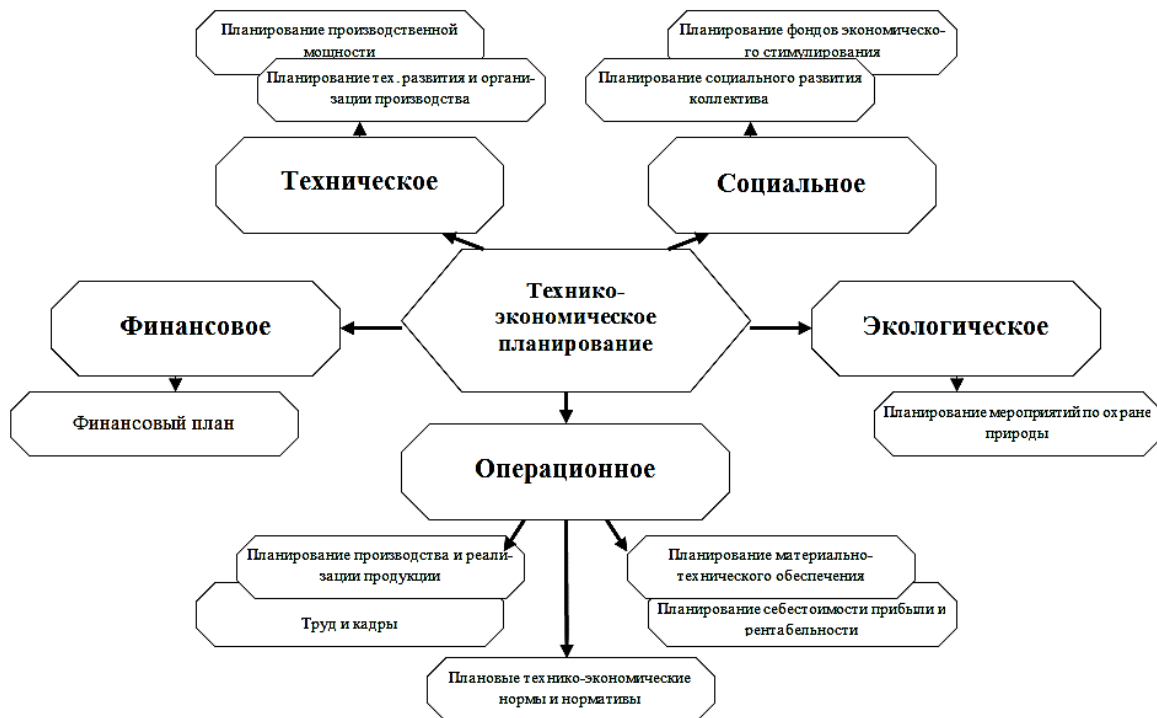 Планирование производственной
мощности
Планирование фондов экономическо-
го стимулирования
Планирование тех. развития и органи-
зации производства
Планирование социального развития
коллектива
Техническое
Социальное
Технико-
экономическое
планирование
Финансовое
Экологическое
Финансовый план
Планирование мероприятий по охране
природы
Операционное
Планирование производства и реали-
зации продукции
Планирование материально-
технического обеспечения
Труд и кадры
Планирование себестоимости прибыли и
рентабельности
Плановые технико-экономические
нормы и нормативы